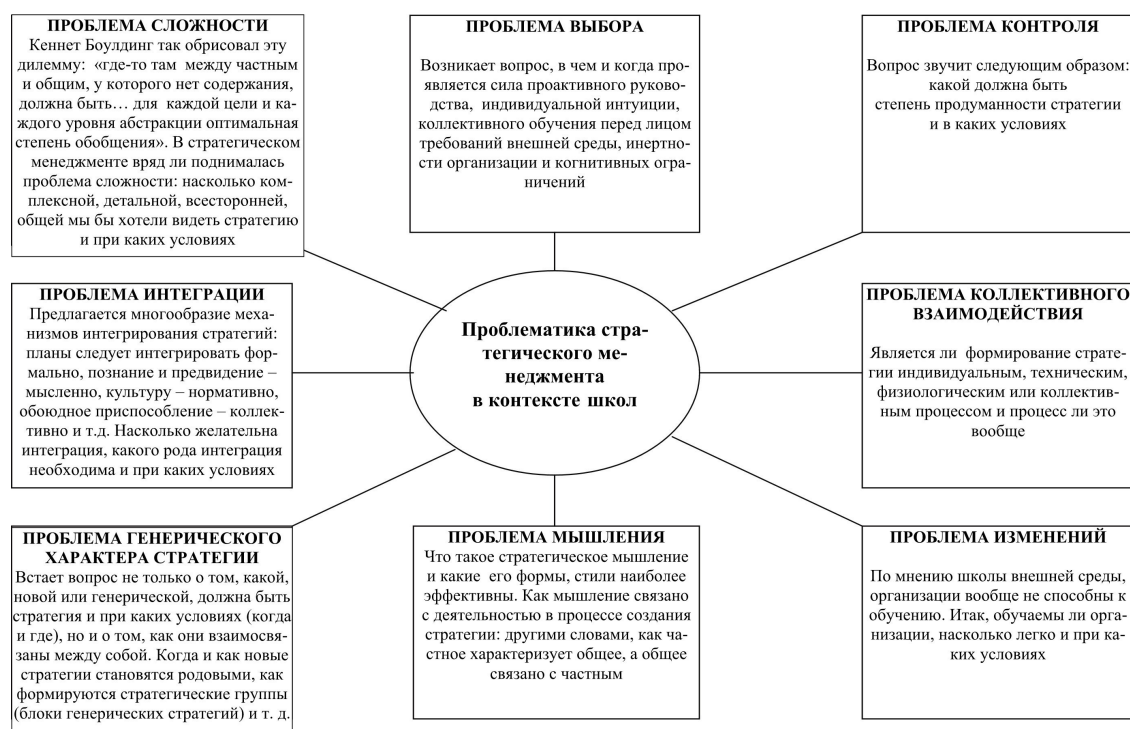 ПРОБЛЕМА СЛОЖНОСТИ
Кеннет Боулдинг так обрисовал эту
дилемму: «где-то там между частным
и общим, у которого нет содержания,
должна быть… для каждой цели и ка-
ждого уровня абстракции оптимальная
степень обобщения». В стратегическом
менеджменте вряд ли поднималась
проблема сложности: насколько ком-
плексной, детальной, всесторонней,
общей мы бы хотели видеть стратегию
и при каких условиях
ПРОБЛЕМА ВЫБОРА
Возникает вопрос, в чем и когда про-
является сила проактивного руково-
дства, индивидуальной интуиции,
коллективного обучения перед лицом
требований внешней среды, инертно-
сти организации и когнитивных огра-
ничений
ПРОБЛЕМА КОНТРОЛЯ
Вопрос звучит следующим образом:
какой должна быть
степень продуманности стратегии
и в каких условиях
ПРОБЛЕМА ИНТЕГРАЦИИ
Предлагается многообразие меха-
низмов интегрирования стратегий:
планы следует интегрировать фор-
мально, познание и предвидение –
мысленно, культуру – нормативно,
обоюдное приспособление – коллек-
тивно и т.д. Насколько желательна
интеграция, какого рода интеграция
необходима и при каких условиях
Проблематика стра-
тегического ме-
неджмента
в контексте школ
ПРОБЛЕМА КОЛЛЕКТИВНОГО
ВЗАИМОДЕЙСТВИЯ
Является ли формирование страте-
гии индивидуальным, техническим,
физиологическим или коллектив-
ным процессом и процесс ли это
вообще
ПРОБЛЕМА ГЕНЕРИЧЕСКОГО
ХАРАКТЕРА СТРАТЕГИИ
Встает вопрос не только о том, какой,
новой или генерической, должна быть
стратегия и при каких условиях (когда
и где), но и о том, как они взаимосвя-
заны между собой. Когда и как новые
стратегии становятся родовыми, как
формируются стратегические группы
(блоки генерических стратегий) и т. д.
ПРОБЛЕМА МЫШЛЕНИЯ
Что такое стратегическое мышление
и какие его формы, стили наиболее
эффективны. Как мышление связано
с деятельностью в процессе создания
стратегии: другими словами, как ча-
стное характеризует общее, а общее
связано с частным
ПРОБЛЕМА ИЗМЕНЕНИЙ
По мнению школы внешней среды,
организации вообще не способны к
обучению. Итак, обучаемы ли орга-
низации, насколько легко и при ка-
ких условиях